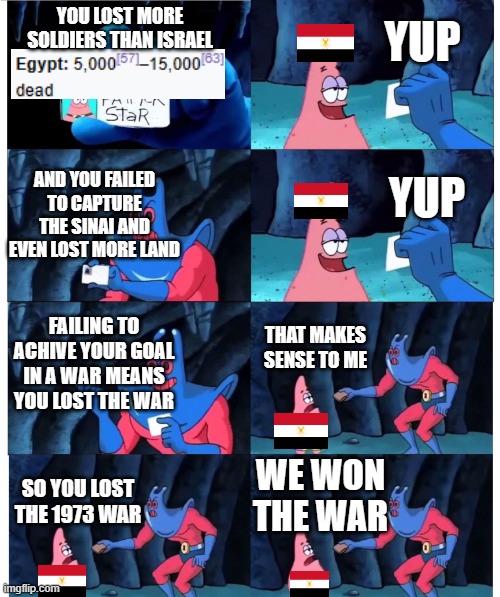 YOU LOST MORE
SOLDIERS THAN ISRAEL
Egypt: 5,000[57]–15,000[63]
dead
STAR
YUP
AND YOU FAILED
TO CAPTURE
THE SINAI AND
EVEN LOST MORE LAND
YUP
FAILING TO
ACHIVE YOUR GOAL
IN A WAR MEANS
YOU LOST THE WAR
THAT MAKES
SENSE TO ME
SO YOU LOST
THE 1973 WAR
WE WON
THE WAR
imgflip.com